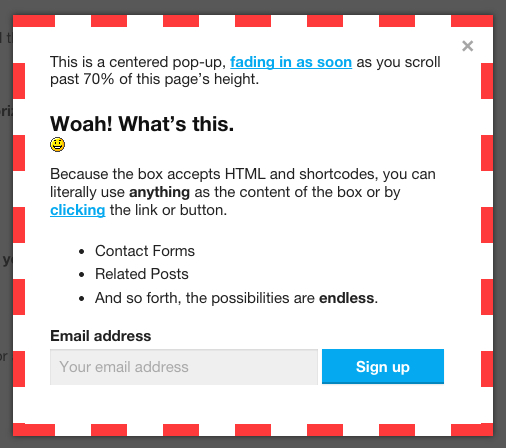 ×
This is a centered pop-up, fading in as soon as you scroll
past 70% of this page’s height.
Woah! What’s this.
Because the box accepts HTML and shortcodes, you can
literally use anything as the content of the box or by
clicking the link or button.
• Contact Forms
• Related Posts
• And so forth, the possibilities are endless.
Email address
Your email address
Sign up